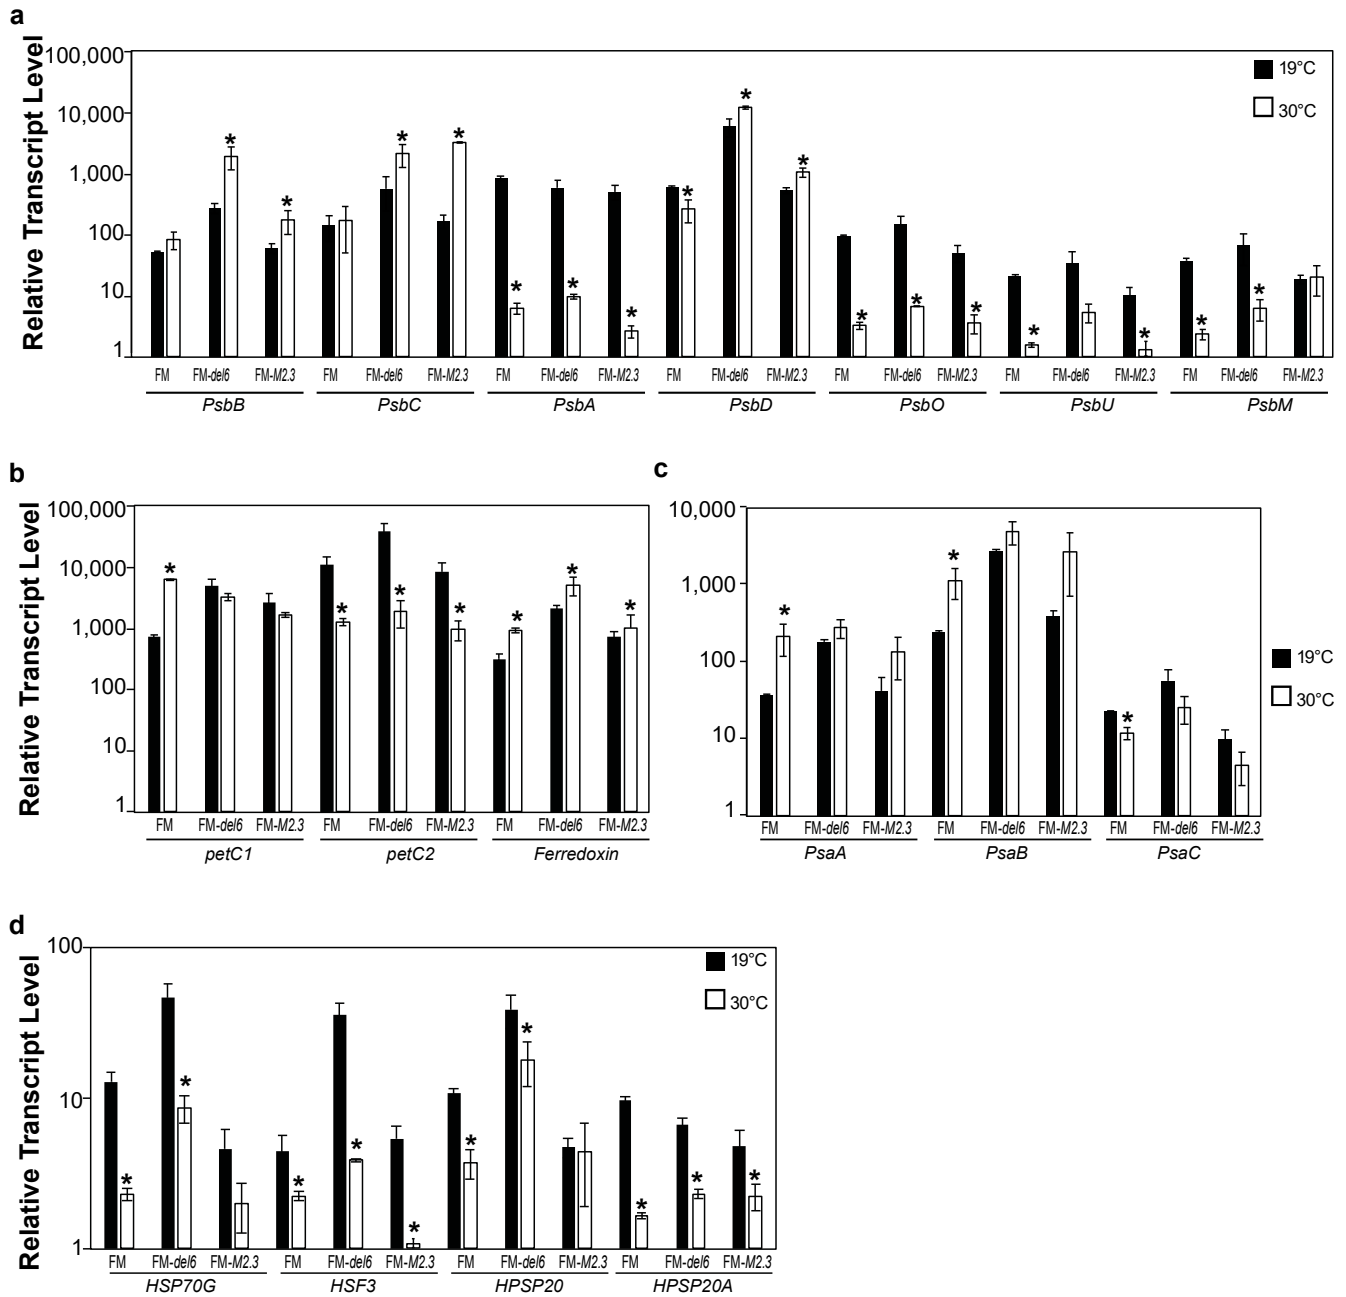 a
Relative Transcript Level
100,000
10,000
1,000
100
10
1
19°C
30°C
* * * * * * * * * * * * * * * * *
FM FM-del6 FM-M2.3 FM FM-del6 FM-M2.3 FM FM-del6 FM-M2.3 FM FM-del6 FM-M2.3 FM FM-del6 FM-M2.3 FM FM-del6 FM-M2.3 FM FM-del6 FM-M2.3
PsbB PsbC PsbA PsbD PsbO PsbU PsbM
b
Relative Transcript Level
100,000
10,000
1,000
100
10
1
* * * * * * *
FM FM-del6 FM-M2.3 FM FM-del6 FM-M2.3 FM FM-del6 FM-M2.3
petC1 petC2 Ferredoxin
c
10,000
1,000
100
10
1
* * *
19°C
30°C
FM FM-del6 FM-M2.3 FM FM-del6 FM-M2.3 FM FM-del6 FM-M2.3
PsaA PsaB PsaC
d
Relative Transcript Level
100
10
1
19°C
30°C
* * * * * * * * * *
FM FM-del6 FM-M2.3 FM FM-del6 FM-M2.3 FM FM-del6 FM-M2.3 FM FM-del6 FM-M2.3
HSP70G HSF3 HPSP20 HPSP20A